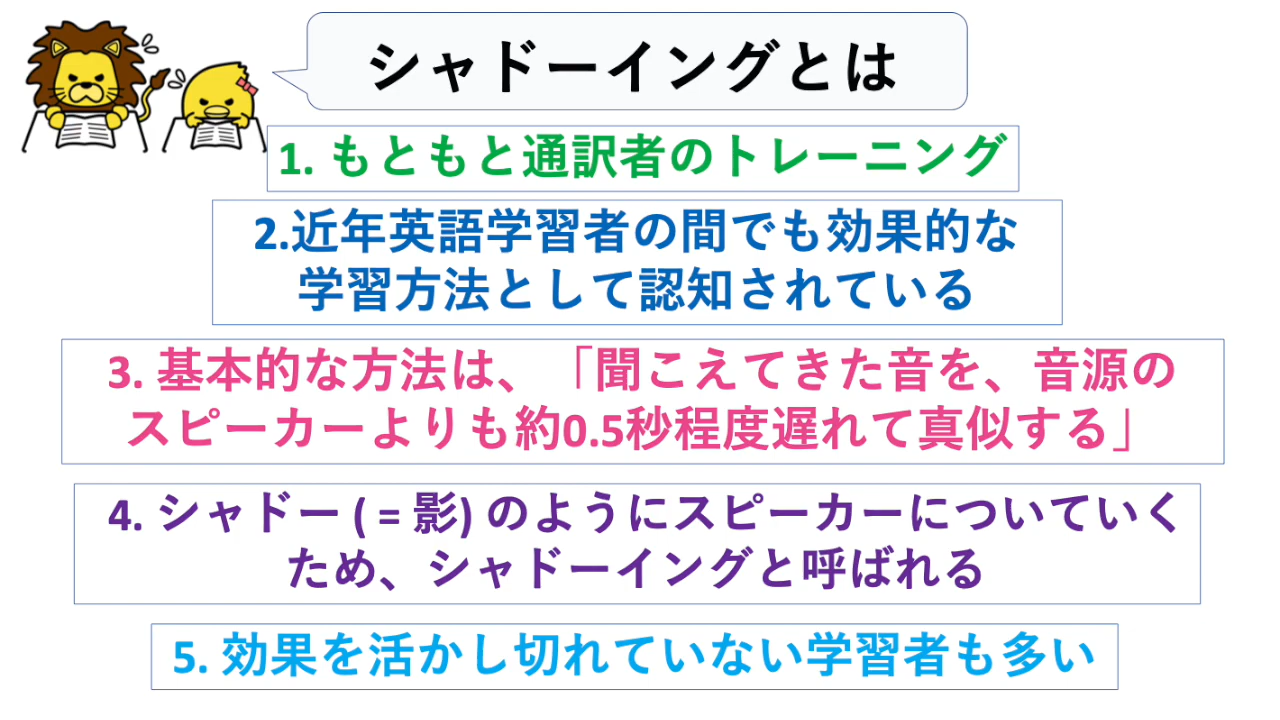 シャドーイングとは
1. もともと通訳者のトレーニング
2.近年英語学習者の間でも効果的な
学習方法として認知されている
3. 基本的な方法は、「聞こえてきた音を、音源の
スピーカーよりも約0.5秒程度遅れて真似する」
4. シャドー ( = 影) のようにスピーカーについていく
ため、シャドーイングと呼ばれる
5. 効果を活かし切れていない学習者も多い